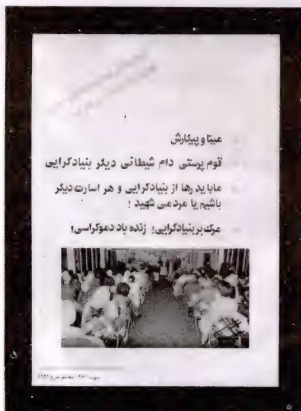 مینا و پیکارش
قوم پرستی دام شیطانی دیگر بنیادگرایی
ما باید رها از بنیادگرایی و هر اسارت دیگر
باشیم یا مردمی شهید !
مرگ بر بنیادگرایی؛ زنده باد دموکراسی؛